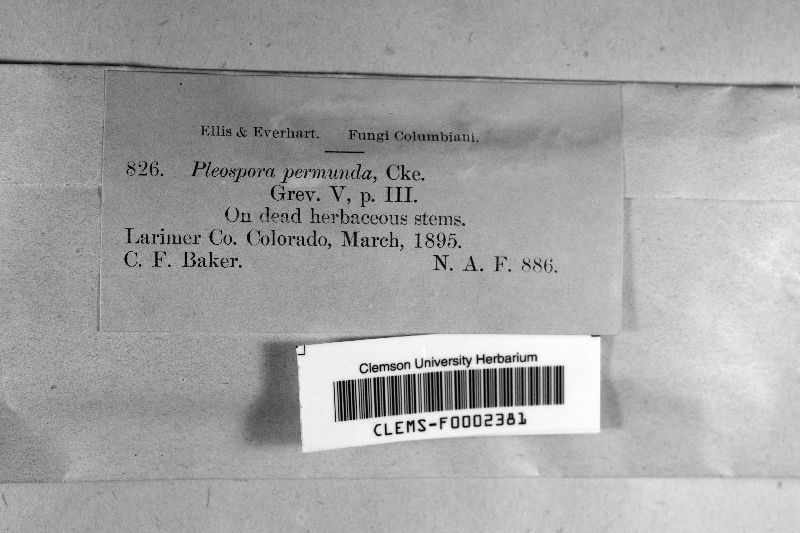 Ellis & Everhart. Fungi Columbiani.
826. Pleospora permunda, Cke.
Grev. V, p. III.
On dead herbaceous stems.
Larimer Co. Colorado, March, 1895.
C. F. Baker. N. A. F. 886.
Clemson University Herbarium
CLEMS-F0002381